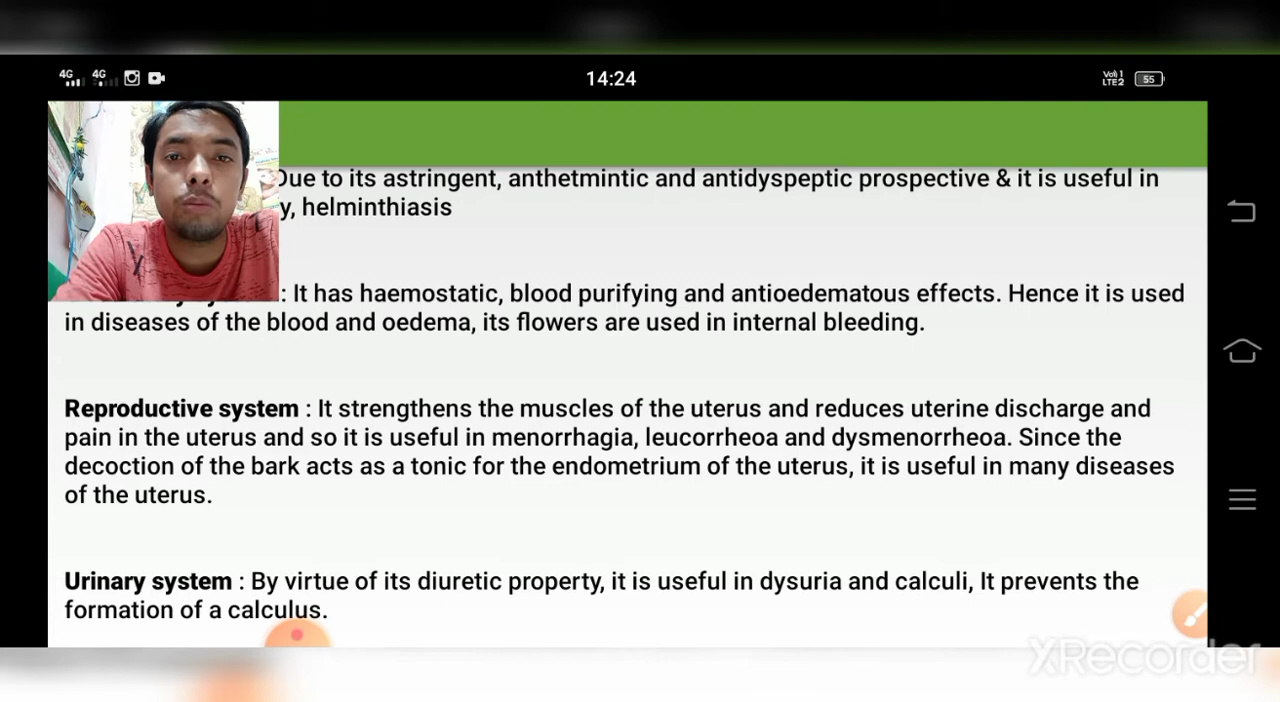 4G 4G 14:24 Vo)) 1 LTE2 55
Due to its astringent, anthetmintic and antidyspeptic prospective & it is useful in
y, helminthiasis
: It has haemostatic, blood purifying and antioedematous effects. Hence it is used
in diseases of the blood and oedema, its flowers are used in internal bleeding.
Reproductive system : It strengthens the muscles of the uterus and reduces uterine discharge and
pain in the uterus and so it is useful in menorrhagia, leucorrheoa and dysmenorrheoa. Since the
decoction of the bark acts as a tonic for the endometrium of the uterus, it is useful in many diseases
of the uterus.
Urinary system : By virtue of its diuretic property, it is useful in dysuria and calculi, It prevents the
formation of a calculus.
XRecorder